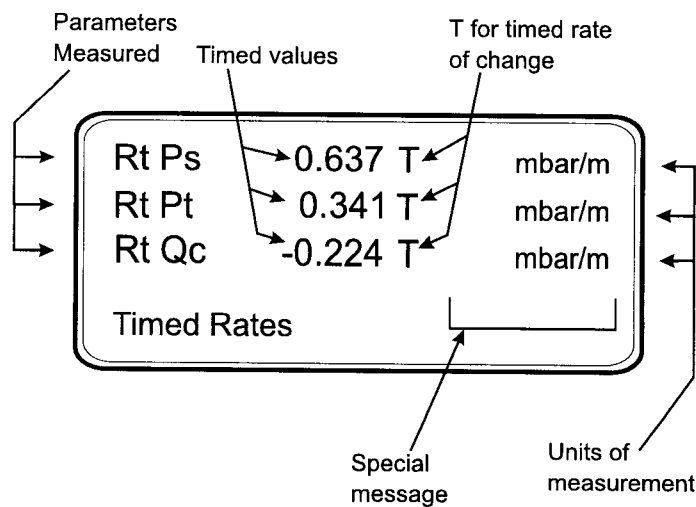 Parameters
Measured
Timed values
T for timed rate
of change
Rt Ps 0.637 T mbar/m
Rt Pt 0.341 T mbar/m
Rt Qc -0.224 T mbar/m
Timed Rates
Special
message
Units of
measurement